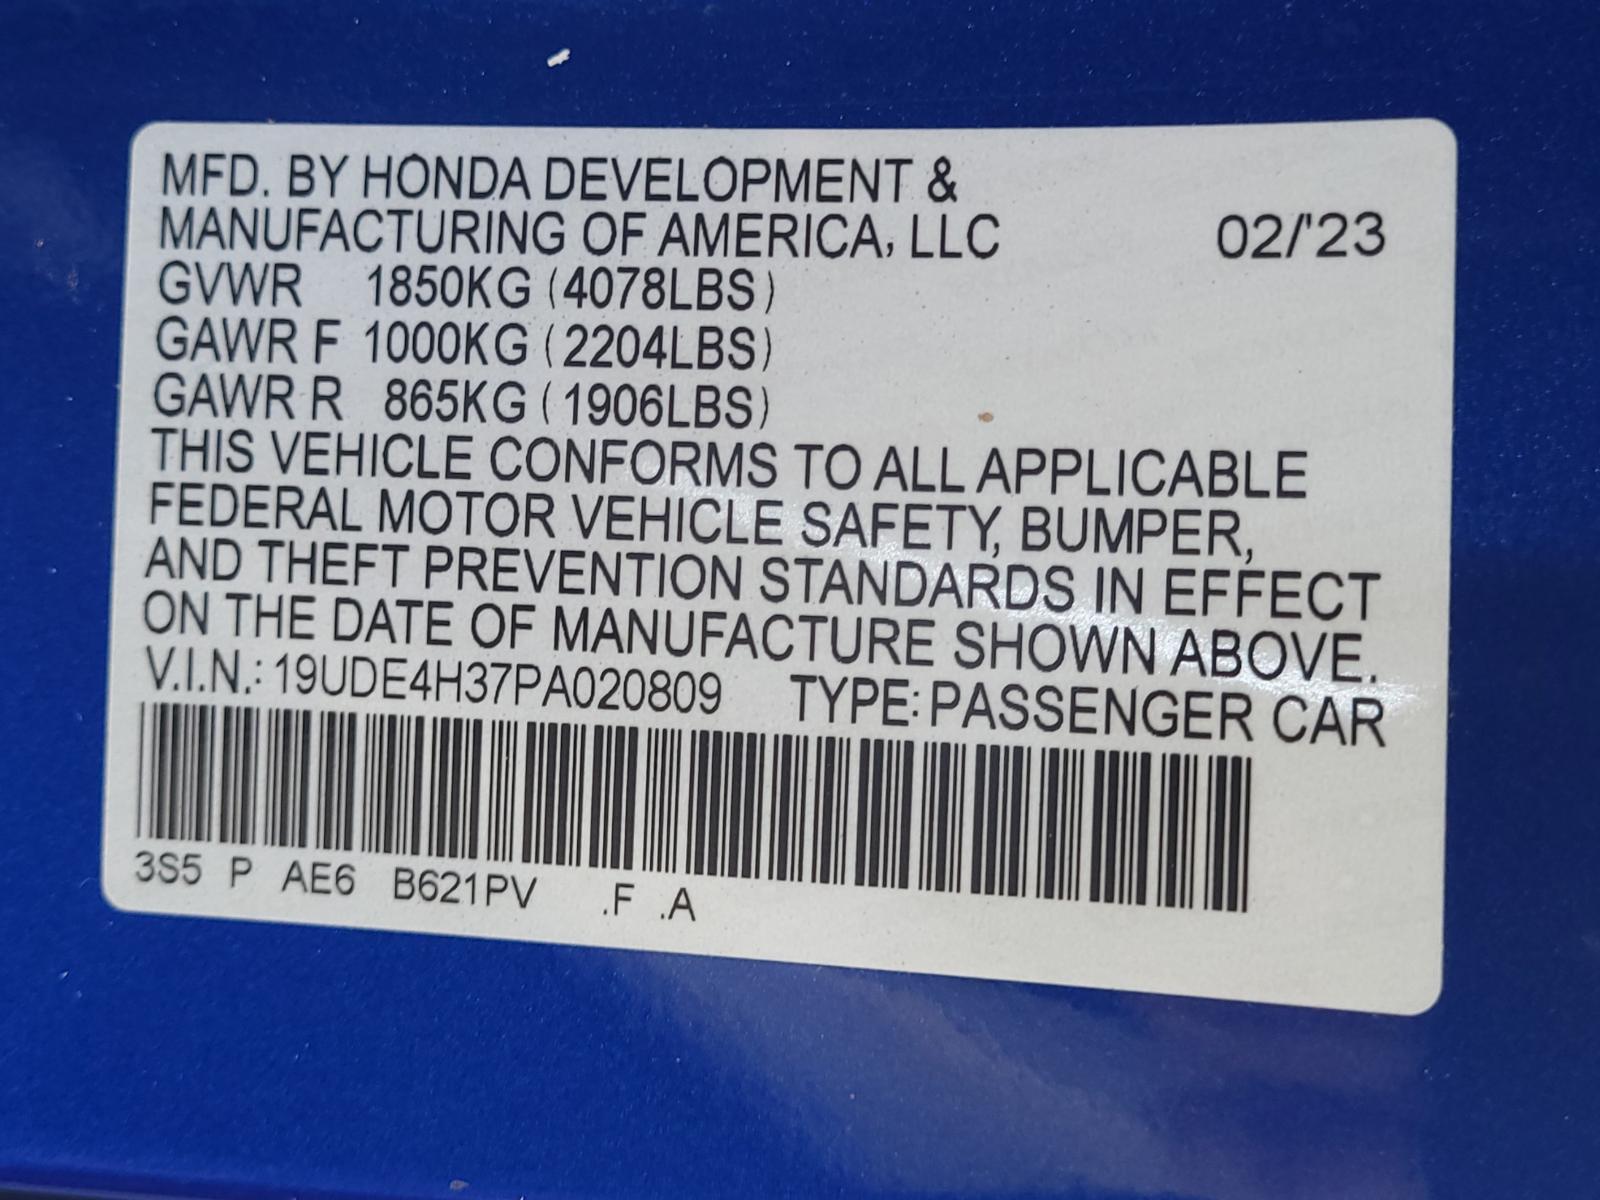 MFD. BY HONDA DEVELOPMENT &
MANUFACTURING OF AMERICA, LLC 02/'23
GVWR 1850KG (4078LBS)
GAWR F 1000KG (2204LBS)
GAWR R 865KG (1906LBS)
THIS VEHICLE CONFORMS TO ALL APPLICABLE
FEDERAL MOTOR VEHICLE SAFETY, BUMPER,
AND THEFT PREVENTION STANDARDS IN EFFECT
ON THE DATE OF MANUFACTURE SHOWN ABOVE.
V.I.N.: 19UDE4H37PA020809 TYPE: PASSENGER CAR
3S5 P AE6 B621PV .F .A